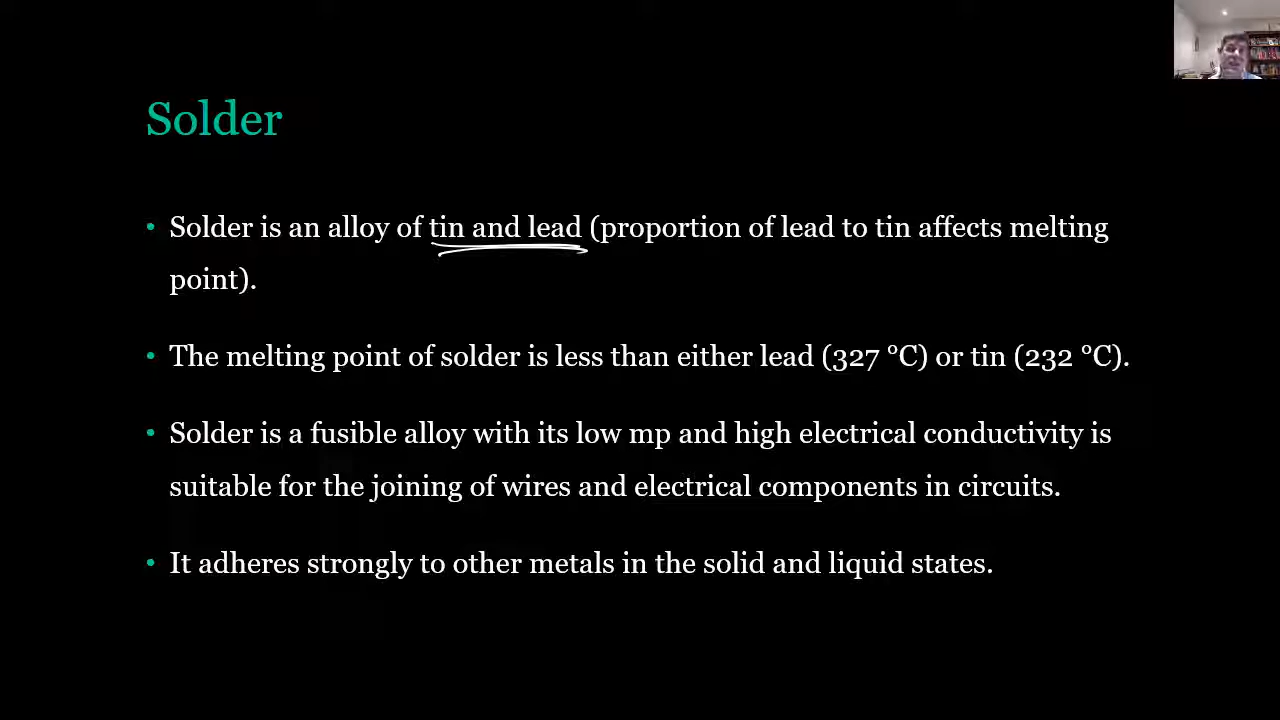 Solder
• Solder is an alloy of tin and lead (proportion of lead to tin affects melting
point).
• The melting point of solder is less than either lead (327 °C) or tin (232 °C).
• Solder is a fusible alloy with its low mp and high electrical conductivity is
suitable for the joining of wires and electrical components in circuits.
• It adheres strongly to other metals in the solid and liquid states.